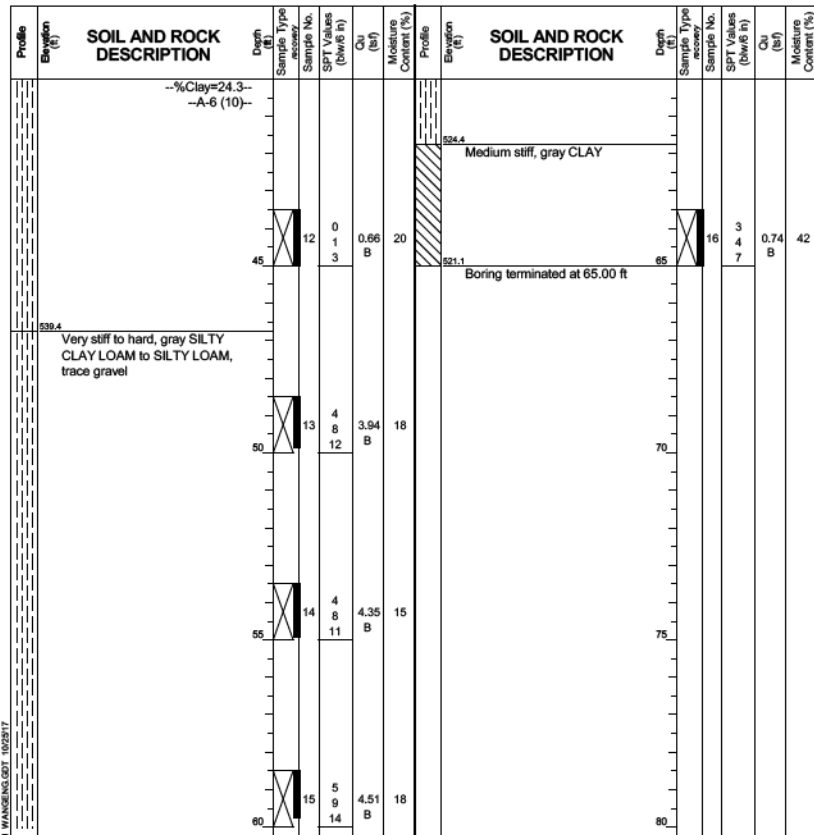 Profile
Elevation
(ft)
SOIL AND ROCK
DESCRIPTION
Depth
(ft)
Sample Type
recovery
Sample No.
SPT Values
(blw/6 in)
Qu
(tsf)
Moisture
Content (%)
--%Clay=24.3--
--A-6 (10)--
45
12
0
1
3
0.66
B
20
539.4
Very stiff to hard, gray SILTY
CLAY LOAM to SILTY LOAM,
trace gravel
50
13
4
8
12
3.94
B
18
55
14
4
8
11
4.35
B
15
60
15
5
9
14
4.51
B
18
WANGENG.GDT 10/25/17
Profile
Elevation
(ft)
SOIL AND ROCK
DESCRIPTION
Depth
(ft)
Sample Type
recovery
Sample No.
SPT Values
(blw/6 in)
Qu
(tsf)
Moisture
Content (%)
524.4
Medium stiff, gray CLAY
16
3
4
7
0.74
B
42
65
521.1
Boring terminated at 65.00 ft
70
75
80